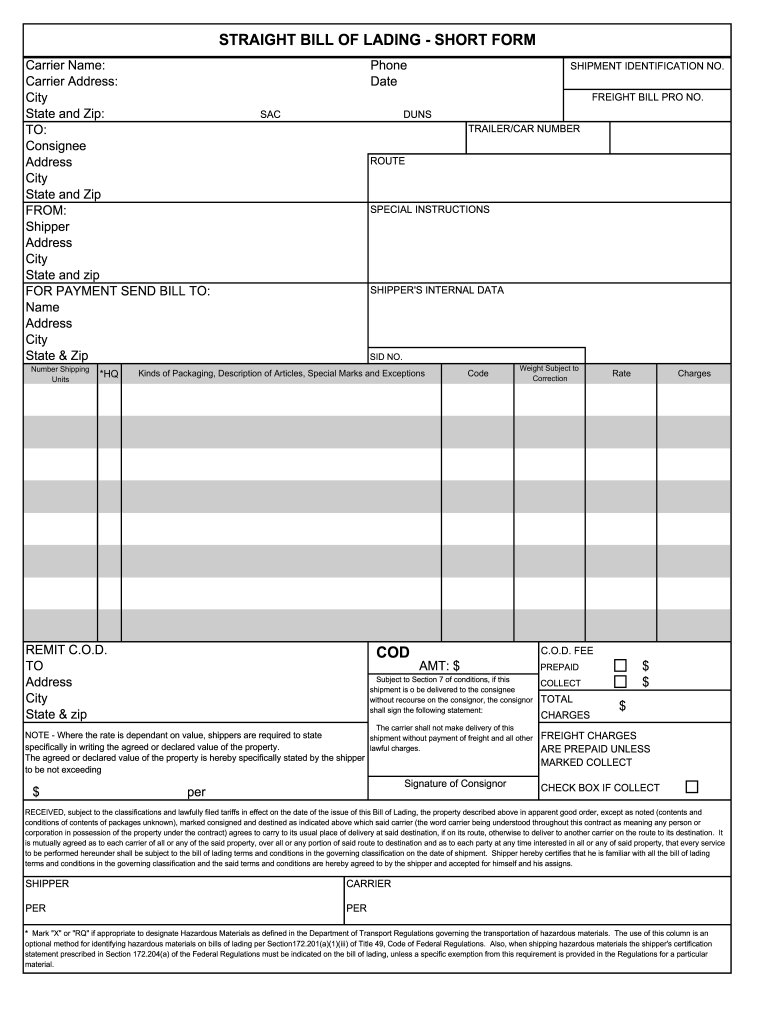 STRAIGHT BILL OF LADING - SHORT FORM
Carrier Name:
Phone
SHIPMENT IDENTIFICATION NO.
Carrier Address:
Date
City
FREIGHT BILL PRO NO.
State and Zip:
SAC
DUNS
TO:
TRAILER/CAR NUMBER
Consignee
Address
ROUTE
City
State and Zip
FROM:
SPECIAL INSTRUCTIONS
Shipper
Address
City
State and zip
FOR PAYMENT SEND BILL TO:
SHIPPER'S INTERNAL DATA
Name
Address
City
State & Zip
SID NO.
Number Shipping
Units
*HQ
Kinds of Packaging, Description of Articles, Special Marks and Exceptions
Code
Weight Subject to
Correction
Rate
Charges
REMIT C.O.D.
TO
Address
City
State & zip
COD
AMT: $
C.O.D. FEE
PREPAID $
COLLECT $
Subject to Section 7 of conditions, if this
shipment is o be delivered to the consignee
without recourse on the consignor, the consignor
shall sign the following statement:
The carrier shall not make delivery of this
shipment without payment of freight and all other
lawful charges.
Signature of Consignor
TOTAL
CHARGES
$
FREIGHT CHARGES
ARE PREPAID UNLESS
MARKED COLLECT
CHECK BOX IF COLLECT
NOTE - Where the rate is dependant on value, shippers are required to state
specifically in writing the agreed or declared value of the property.
The agreed or declared value of the property is hereby specifically stated by the shipper
to be not exceeding
$ per
RECEIVED, subject to the classifications and lawfully filed tariffs in effect on the date of the issue of this Bill of Lading, the property described above in apparent good order, except as noted (contents and
conditions of contents of packages unknown), marked consigned and destined as indicated above which said carrier (the word carrier being understood throughout this contract as meaning any person or
corporation in possession of the property under the contract) agrees to carry to its usual place of delivery at said destination, if on its route, otherwise to deliver to another carrier on the route to its destination. It
is mutually agreed as to each carrier of all or any of the said property, over all or any portion of said route to destination and as to each party at any time interested in all or any of said property, that every service
to be performed hereunder shall be subject to the bill of lading terms and conditions in the governing classification on the date of shipment. Shipper hereby certifies that he is familiar with all the bill of lading
terms and conditions in the governing classification and the said terms and conditions are hereby agreed to by the shipper and accepted for himself and his assigns.
SHIPPER
CARRIER
PER
PER
* Mark "X" or "RQ" if appropriate to designate Hazardous Materials as defined in the Department of Transport Regulations governing the transportation of hazardous materials. The use of this column is an
optional method for identifying hazardous materials on bills of lading per Section172.201(a)(1)(iii) of Title 49, Code of Federal Regulations. Also, when shipping hazardous materials the shipper's certification
statement prescribed in Section 172.204(a) of the Federal Regulations must be indicated on the bill of lading, unless a specific exemption from this requirement is provided in the Regulations for a particular
material.